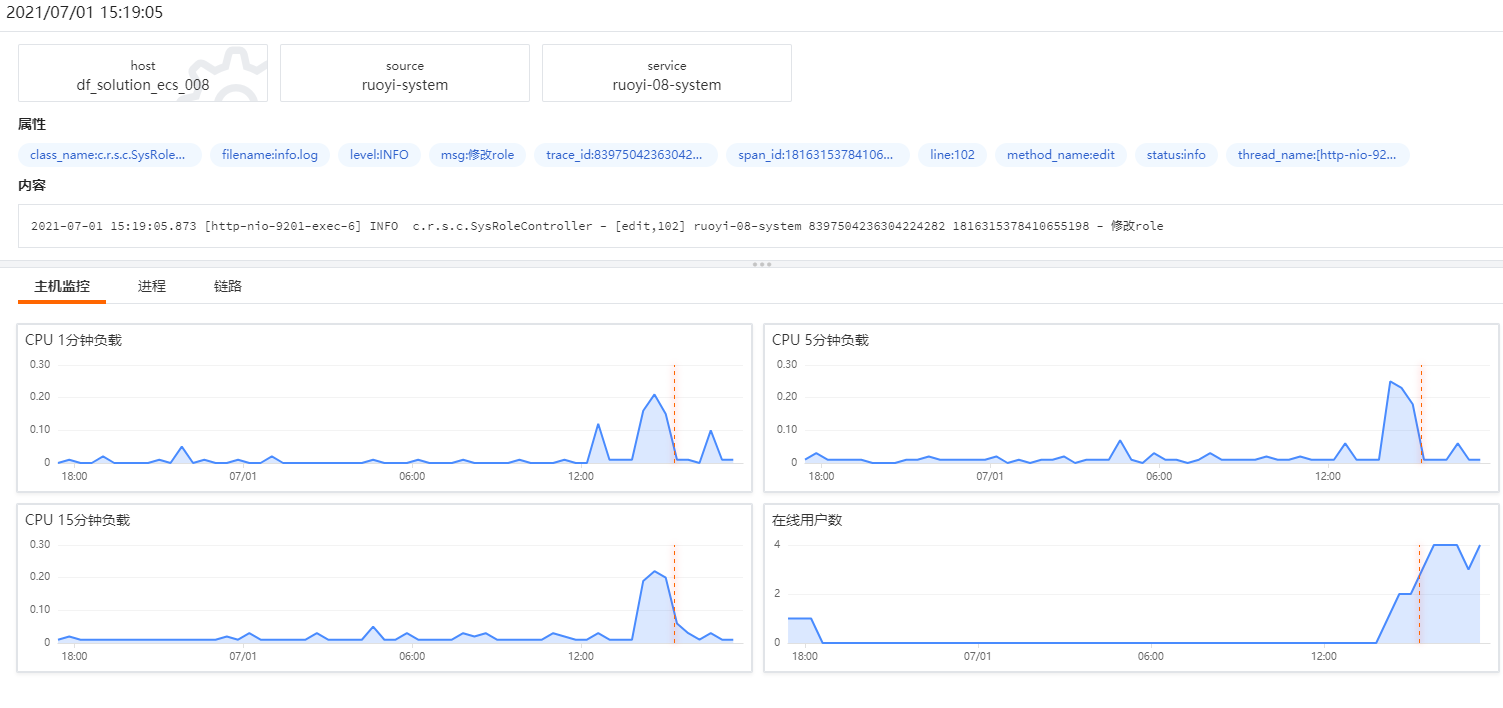 2021/07/01 15:19:05
host
df_solution_ecs_008
source
ruoyi-system
service
ruoyi-08-system
属性
class_name:c.r.s.c.SysRole... filename:info.log level:INFO msg:修改role trace_id:83975042363042... span_id:18163153784106... line:102 method_name:edit status:info thread_name:[http-nio-92...
内容
2021-07-01 15:19:05.873 [http-nio-9201-exec-6] INFO  c.r.s.c.SysRoleController - [edit,102] ruoyi-08-system 8397504236304224282 1816315378410655198 - 修改role
主机监控 进程 链路
CPU 1分钟负载
0.30
0.20
0.10
0
18:00 07/01 06:00 12:00
CPU 5分钟负载
0.30
0.20
0.10
0
18:00 07/01 06:00 12:00
CPU 15分钟负载
0.30
0.20
0.10
0
18:00 07/01 06:00 12:00
在线用户数
4
2
0
18:00 07/01 06:00 12:00